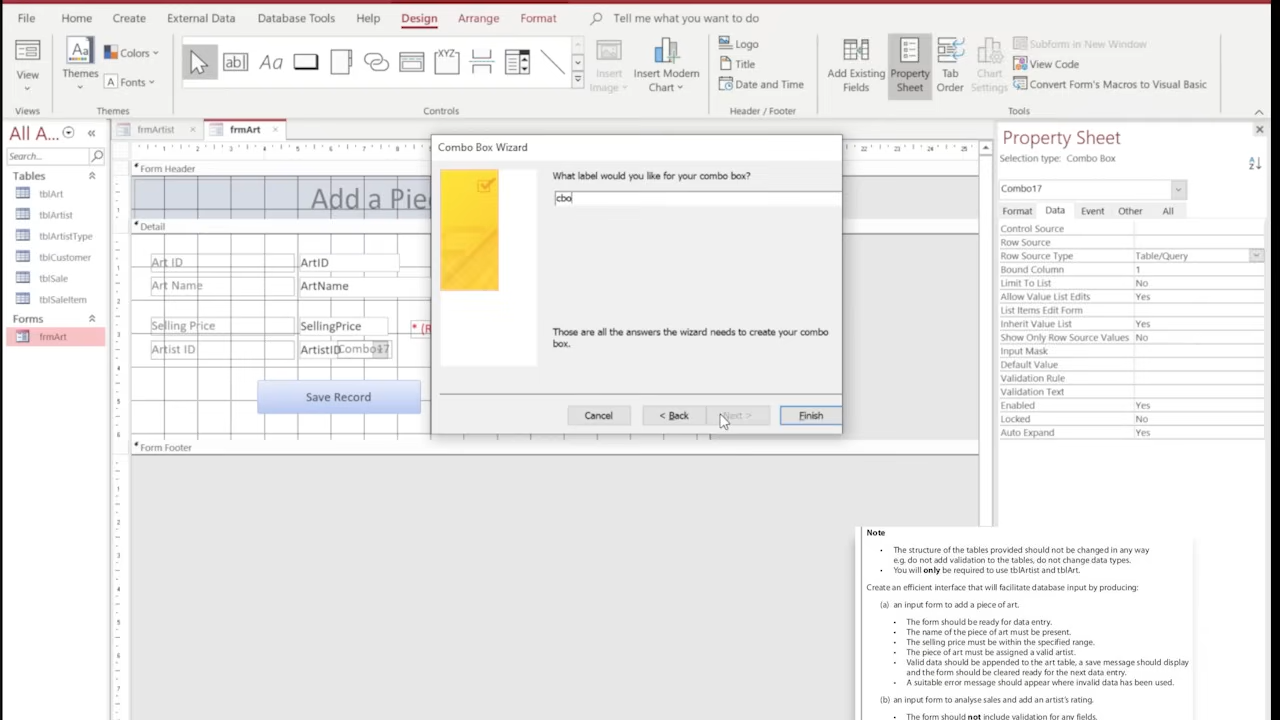 File Home Create External Data Database Tools Help Design Arrange Format Tell me what you want to do
View
Views
Aa
Themes
Colors
Aa Fonts
Themes
ab| Aa XYZ
Controls
Insert Image
Insert Modern Chart
Logo
Title
Date and Time
Header / Footer
Add Existing Fields
Property Sheet
Tab Order
Chart Settings
Subform in New Window
View Code
Convert Form's Macros to Visual Basic
Tools
All A...
Search...
Tables
tblArt
tblArtist
tblArtistType
tblCustomer
tblSale
tblSaleItem
Forms
frmArt
frmArtist frmArt
Form Header
Add a Pie
Detail
Art ID ArtID
Art Name ArtName
Selling Price SellingPrice * (R
Artist ID ArtistID Combo17
Save Record
Form Footer
Combo Box Wizard
What label would you like for your combo box?
cbo
Those are all the answers the wizard needs to create your combo
box.
Cancel < Back Next > Finish
Property Sheet
Selection type: Combo Box
Combo17
Format Data Event Other All
Control Source
Row Source
Row Source Type Table/Query
Bound Column 1
Limit To List No
Allow Value List Edits Yes
List Items Edit Form
Inherit Value List Yes
Show Only Row Source Values No
Input Mask
Default Value
Validation Rule
Validation Text
Enabled Yes
Locked No
Auto Expand Yes
Note
• The structure of the tables provided should not be changed in any way
e.g. do not add validation to the tables, do not change data types.
• You will only be required to use tblArtist and tblArt.
Create an efficient interface that will facilitate database input by producing:
(a) an input form to add a piece of art.
• The form should be ready for data entry.
• The name of the piece of art must be present.
• The selling price must be within the specified range.
• The piece of art must be assigned a valid artist.
• Valid data should be appended to the art table, a save message should display
and the form should be cleared ready for the next data entry.
• A suitable error message should appear where invalid data has been used.
(b) an input form to analyse sales and add an artist's rating.
• The form should not include validation for any fields.